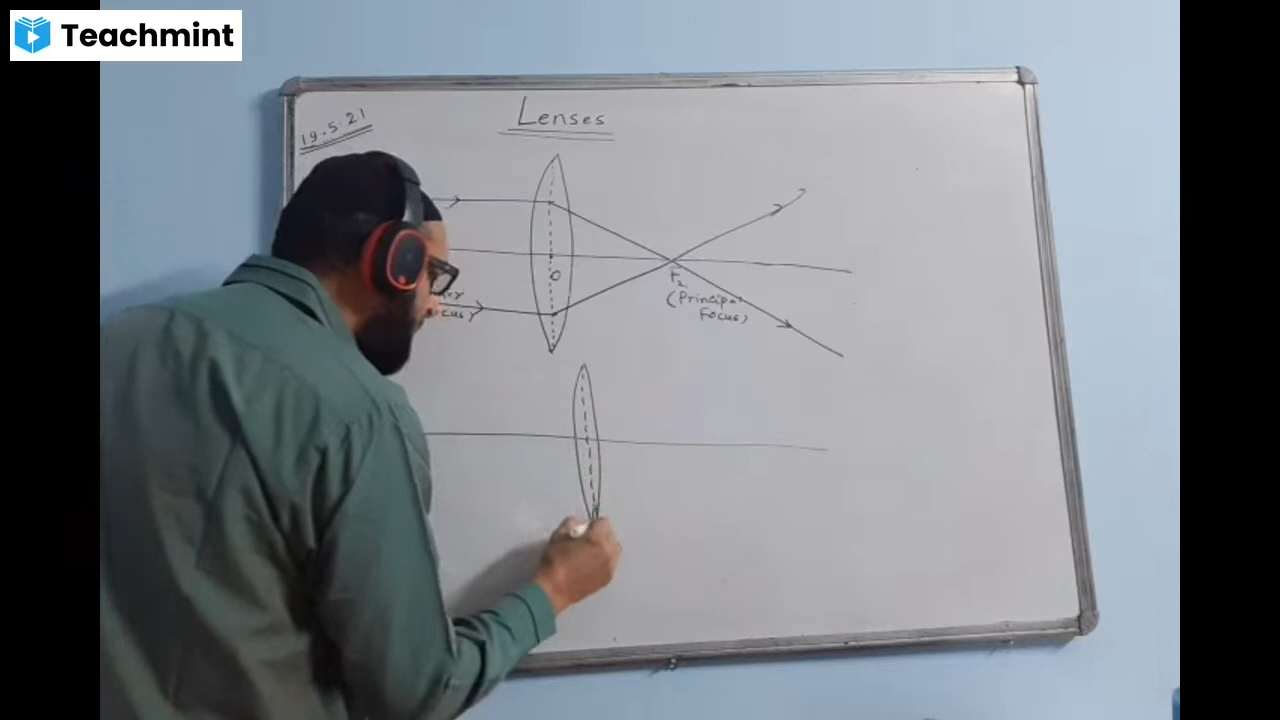 Teachmint
Lenses
19-5-21
O
F2
(Principal
Focus)